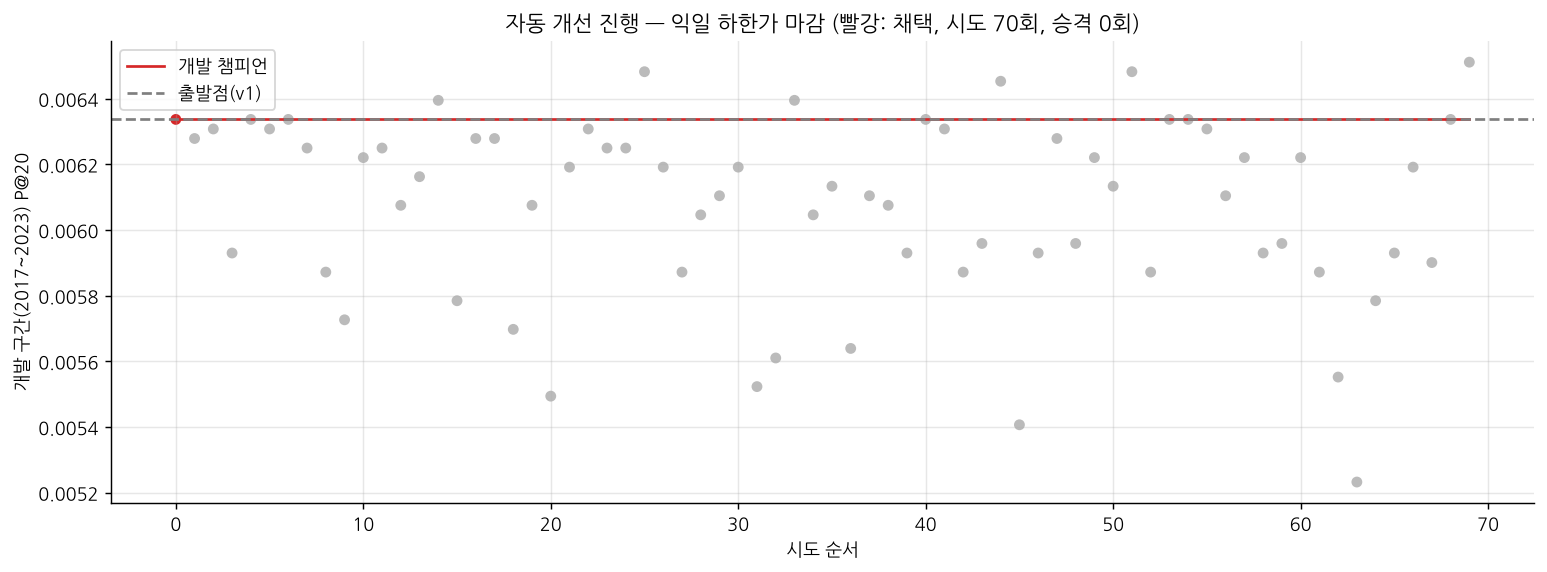 자동 개선 진행 — 익일 하한가 마감 (빨강: 채택, 시도 70회, 승격 0회)
개발 챔피언
출발점(v1)
개발 구간(2017~2023) P@20
0.0064
0.0062
0.0060
0.0058
0.0056
0.0054
0.0052
0 10 20 30 40 50 60 70
시도 순서